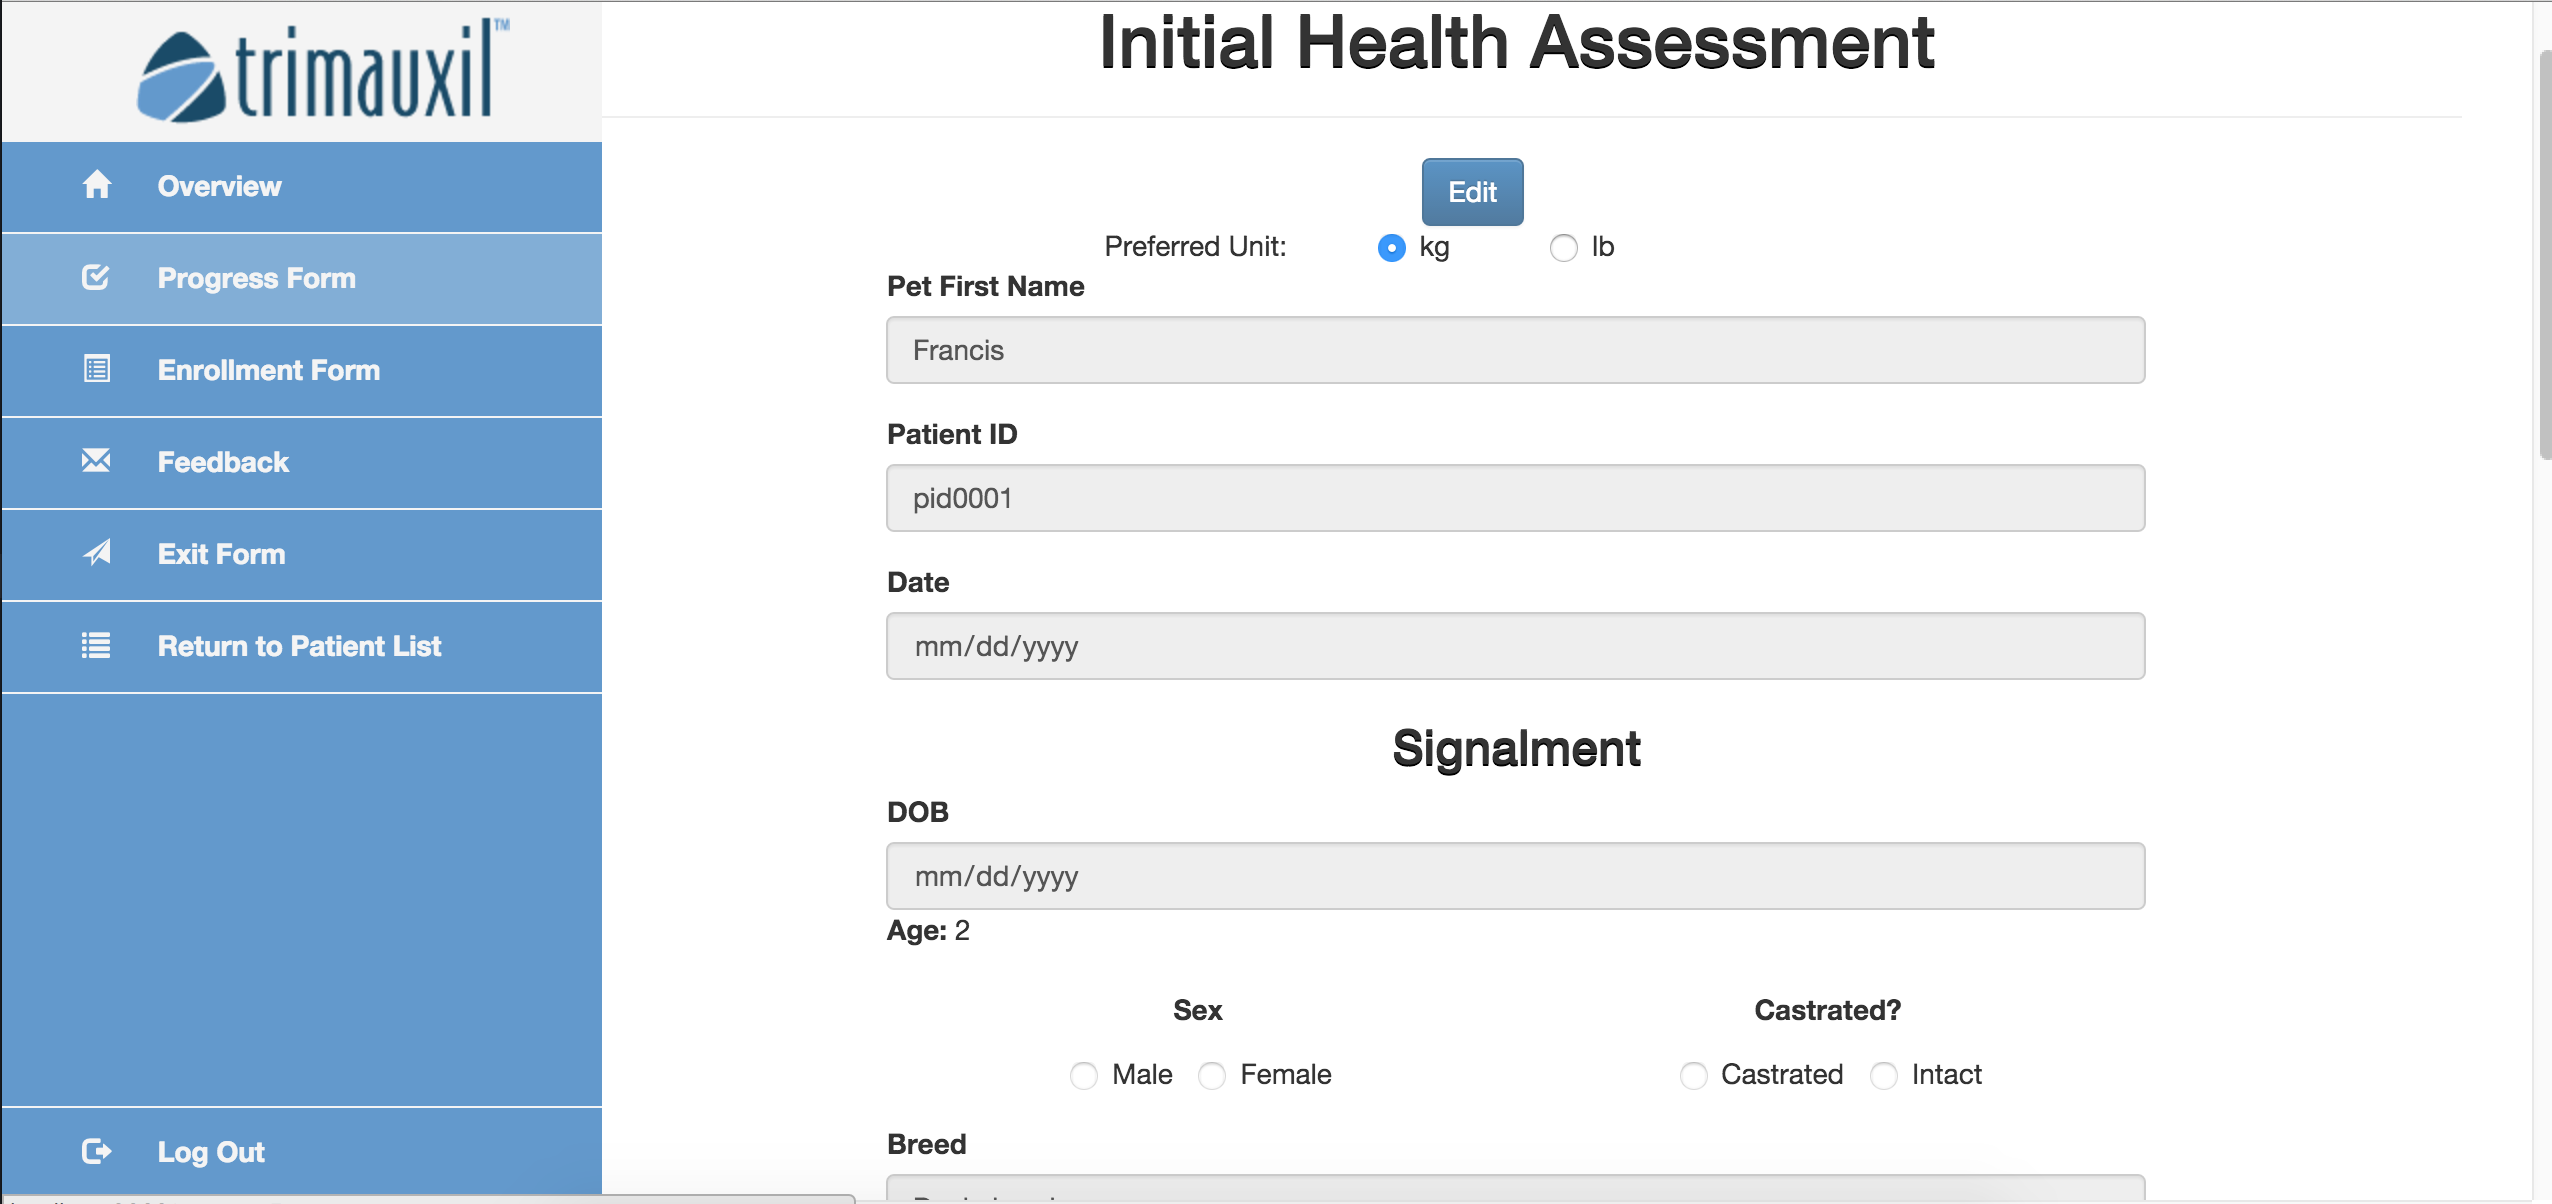 trimauxil™
Overview
Progress Form
Enrollment Form
Feedback
Exit Form
Return to Patient List
Log Out
Initial Health Assessment
Edit
Preferred Unit: kg lb
Pet First Name
Francis
Patient ID
pid0001
Date
mm/dd/yyyy
Signalment
DOB
mm/dd/yyyy
Age: 2
Sex Castrated?
Male Female Castrated Intact
Breed